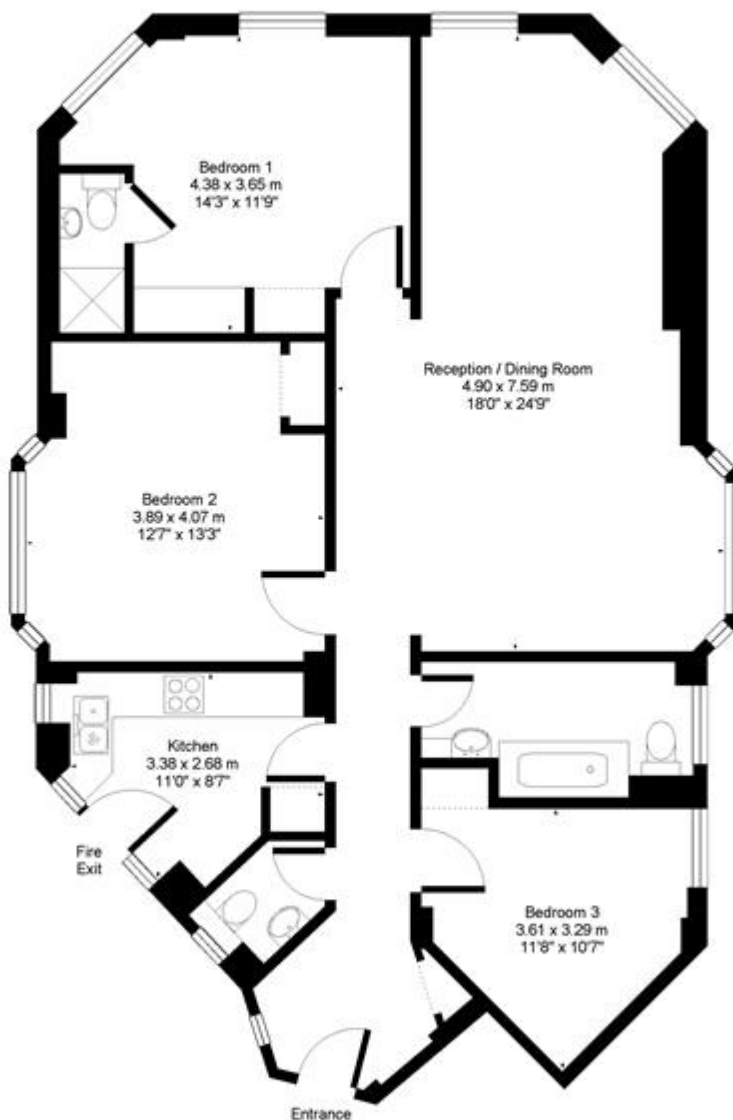 Bedroom 1
4.38 x 3.65 m
14'3" x 11'9"
Reception / Dining Room
4.90 x 7.59 m
18'0" x 24'9"
Bedroom 2
3.89 x 4.07 m
12'7" x 13'3"
Kitchen
3.38 x 2.68 m
11'0" x 8'7"
Fire
Exit
Bedroom 3
3.61 x 3.29 m
11'8" x 10'7"
Entrance